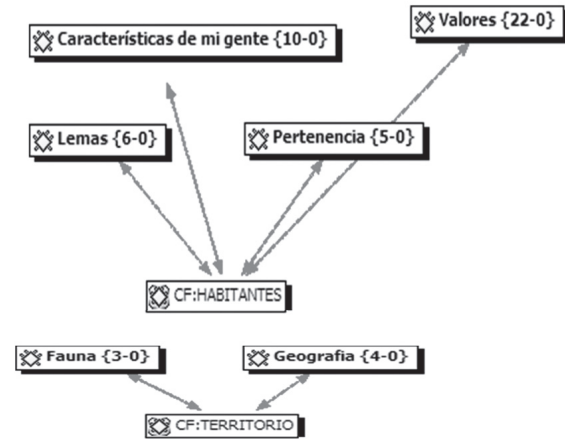 Valores {22-0}
Características de mi gente {10-0}
Lemas {6-0}
Pertenencia {5-0}
CF:HABITANTES
Fauna {3-0}
Geografia {4-0}
CF:TERRITORIO